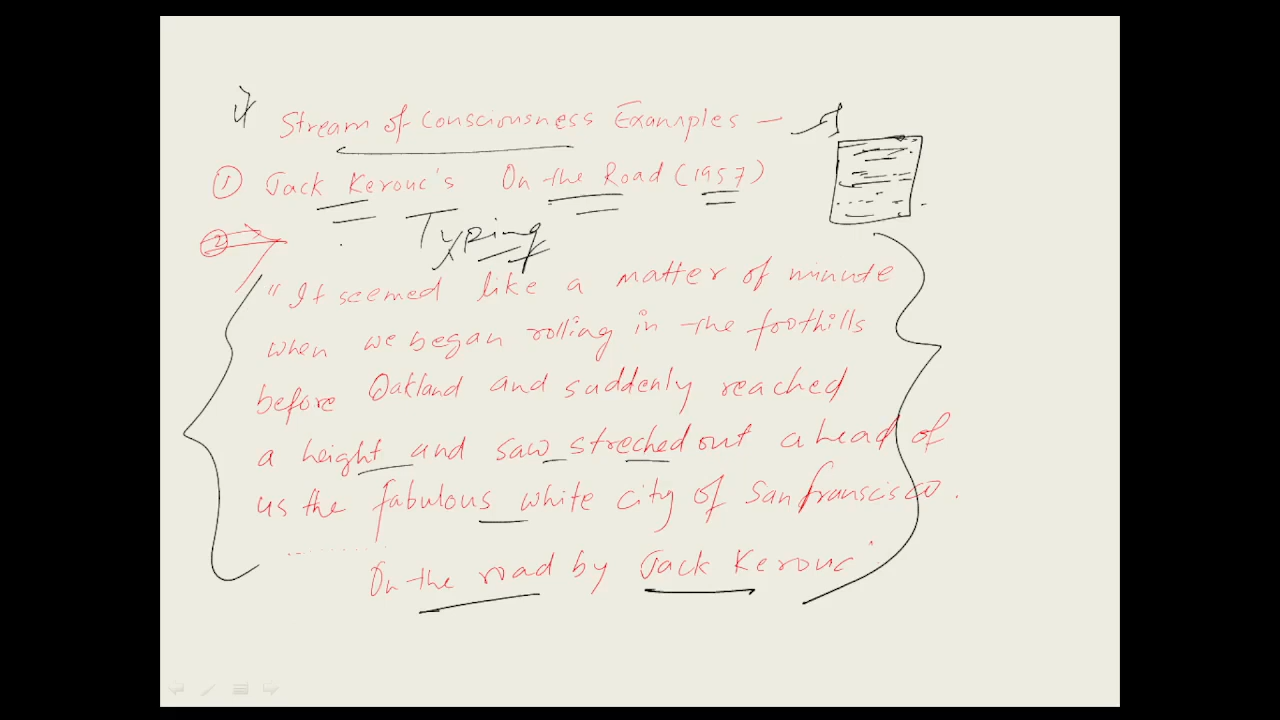 Stream of Consciousness Examples -
① Jack Kerouc's On the Road (1957)
Typing
②
"It seemed like a matter of minute
when we began rolling in the foothills
before Oakland and suddenly reached
a height and saw streched out ahead of
us the fabulous white city of San Franscisco.
On the road by Jack Kerouc